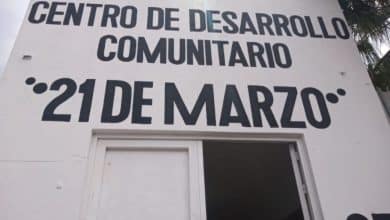 CENTRO DE DESARROLLO
COMUNITARIO
"21 DE MARZO"